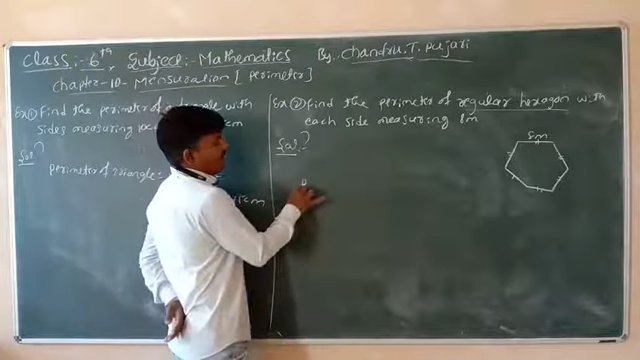 Class:-6th, Subject:-Mathematics By. Chandru.T. pujari
Chapter-10- Mensuration [perimeter]
Ex① Find the perimeter of a triangle with
sides measuring 10cm
Sol?
perimeter of triangle =
cm
Ex② Find the perimeter of regular hexagon with
each side measuring 8m
Sol?
8m